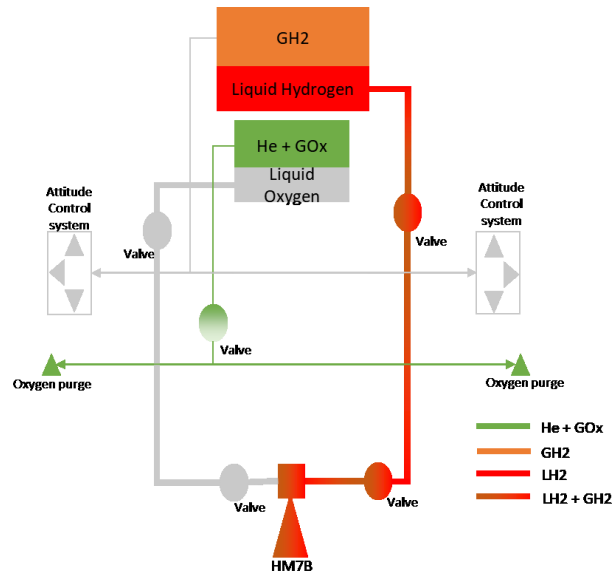 GH2
Liquid Hydrogen
He + GOx
Liquid
Oxygen
Attitude
Control
system
Attitude
Control
system
Valve
Valve
Valve
Oxygen purge
Oxygen purge
He + GOx
GH2
LH2
LH2 + GH2
Valve
Valve
HM7B